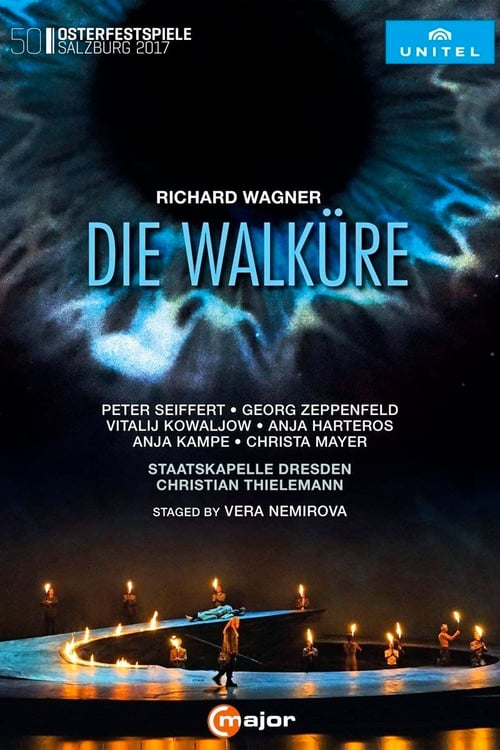 50 OSTERFESTSPIELE
SALZBURG 2017
UNITEL
RICHARD WAGNER
DIE WALKÜRE
PETER SEIFFERT • GEORG ZEPPENFELD
VITALIJ KOWALJOW • ANJA HARTEROS
ANJA KAMPE • CHRISTA MAYER
STAATSKAPELLE DRESDEN
CHRISTIAN THIELEMANN
STAGED BY VERA NEMIROVA
C major